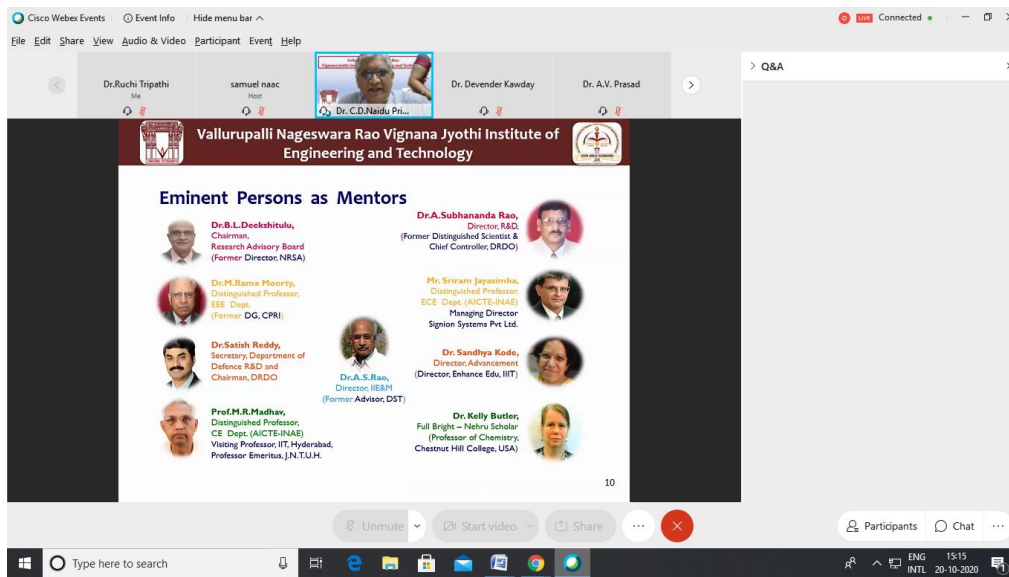 Cisco Webex Events
Event Info
Hide menu bar
LIVE
Connected
File Edit Share View Audio & Video Participant Event Help
Dr.Ruchi Tripathi
Me
samuel naac
Host
Dr. C.D.Naidu Pri...
Dr. Devender Kawday
Dr. A.V. Prasad
Q&A
Vallurupalli Nageswara Rao Vignana Jyothi Institute of
Engineering and Technology
Eminent Persons as Mentors
Dr.B.L.Deekshitulu,
Chairman,
Research Advisory Board
(Former Director, NRSA)
Dr.M.Rama Moorty,
Distinguished Professor,
EEE Dept.
(Former DG, CPRI)
Dr.Satish Reddy,
Secretary, Department of
Defence R&D and
Chairman, DRDO
Prof.M.R.Madhav,
Distinguished Professor,
CE Dept. (AICTE-INAE)
Visiting Professor, IIT, Hyderabad,
Professor Emeritus, J.N.T.U.H.
Dr.A.S.Rao,
Director, IIE&M
(Former Advisor, DST)
Dr.A.Subhananda Rao,
Director, R&D,
(Former Distinguished Scientist &
Chief Controller, DRDO)
Mr. Sriram Jayasimha,
Distinguished Professor,
ECE Dept. (AICTE-INAE)
Managing Director
Signion Systems Pvt Ltd.
Dr. Sandhya Kode,
Director, Advancement
(Director, Enhance Edu, IIIT)
Dr. Kelly Butler,
Full Bright – Nehru Scholar
(Professor of Chemistry,
Chestnut Hill College, USA)
10
Unmute
Start video
Share
Participants
Chat
Type here to search
ENG
INTL
15:15
20-10-2020